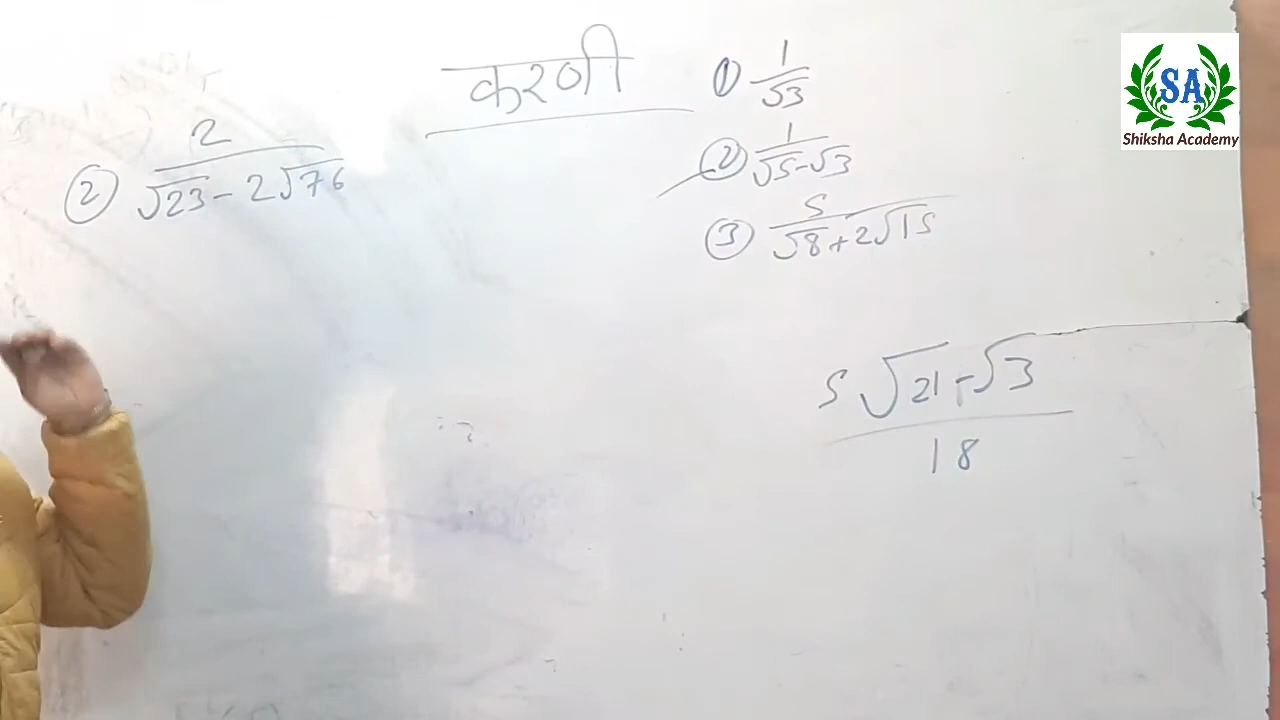 करणी
② 2/(√23 - 2√76)
① 1/√3
② 1/(√5-√3)
③ 5/(√8+2√15)
5√21-√3/18
SA
Shiksha Academy